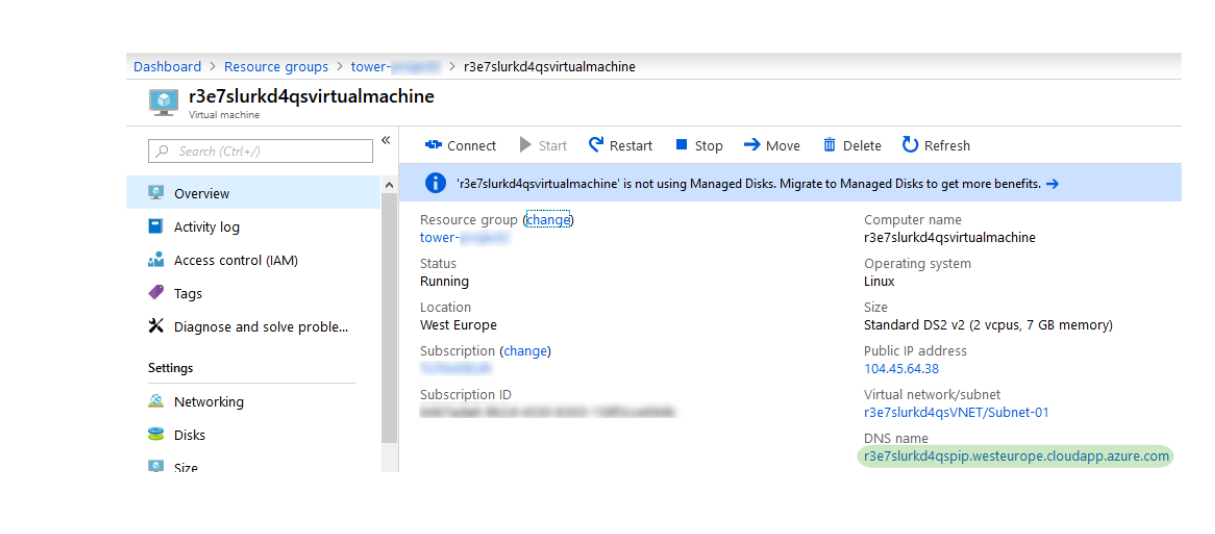 Dashboard > Resource groups > tower- > r3e7slurkd4qsvirtualmachine
r3e7slurkd4qsvirtualmachine
Virtual machine
Search (Ctrl+/)
«
Connect Start Restart Stop Move Delete Refresh
'r3e7slurkd4qsvirtualmachine' is not using Managed Disks. Migrate to Managed Disks to get more benefits. →
Overview
Activity log
Access control (IAM)
Tags
Diagnose and solve proble...
Settings
Networking
Disks
Size
Resource group (change)
tower-
Status
Running
Location
West Europe
Subscription (change)
Subscription ID
Computer name
r3e7slurkd4qsvirtualmachine
Operating system
Linux
Size
Standard DS2 v2 (2 vcpus, 7 GB memory)
Public IP address
104.45.64.38
Virtual network/subnet
r3e7slurkd4qsVNET/Subnet-01
DNS name
r3e7slurkd4qspip.westeurope.cloudapp.azure.com